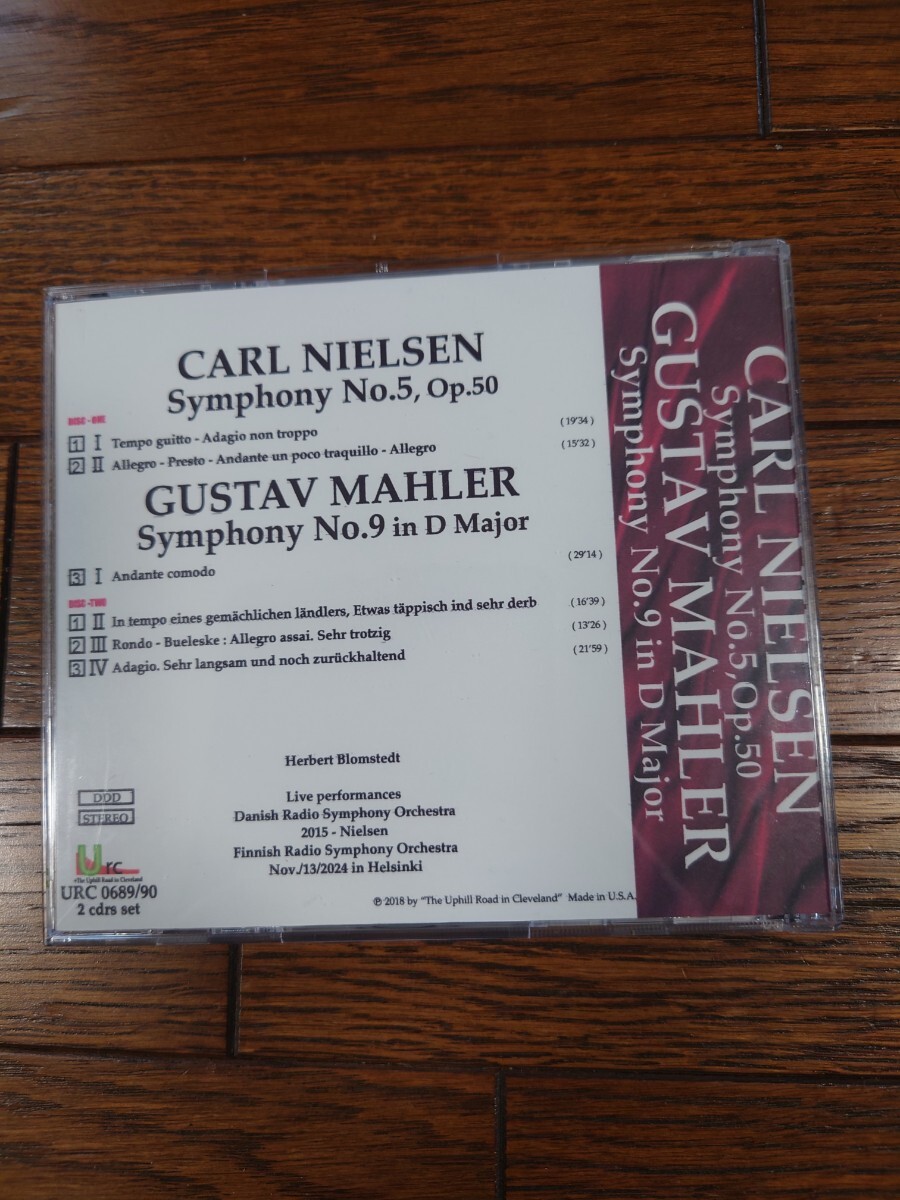 CARL NIELSEN
Symphony No.5, Op.50
DISC-ONE
1 I Tempo guitto - Adagio non troppo (19'34)
2 II Allegro - Presto - Andante un poco traquillo - Allegro (15'32)
GUSTAV MAHLER
Symphony No.9 in D Major
3 I Andante comodo (29'14)
DISC-TWO
1 II In tempo eines gemächlichen ländlers, Etwas täppisch ind sehr derb (16'39)
2 III Rondo - Bueleske : Allegro assai. Sehr trotzig (13'26)
3 IV Adagio. Sehr langsam und noch zurückhaltend (21'59)
Herbert Blomstedt
Live performances
Danish Radio Symphony Orchestra
2015 - Nielsen
Finnish Radio Symphony Orchestra
Nov./13/2024 in Helsinki
DDD
STEREO
Urc
"The Uphill Road in Cleveland"
URC 0689/90
2 cdrs set
℗ 2018 by "The Uphill Road in Cleveland" Made in U.S.A.
CARL NIELSEN
Symphony No.5,Op.50
GUSTAV MAHLER
Symphony No.9 in D Major